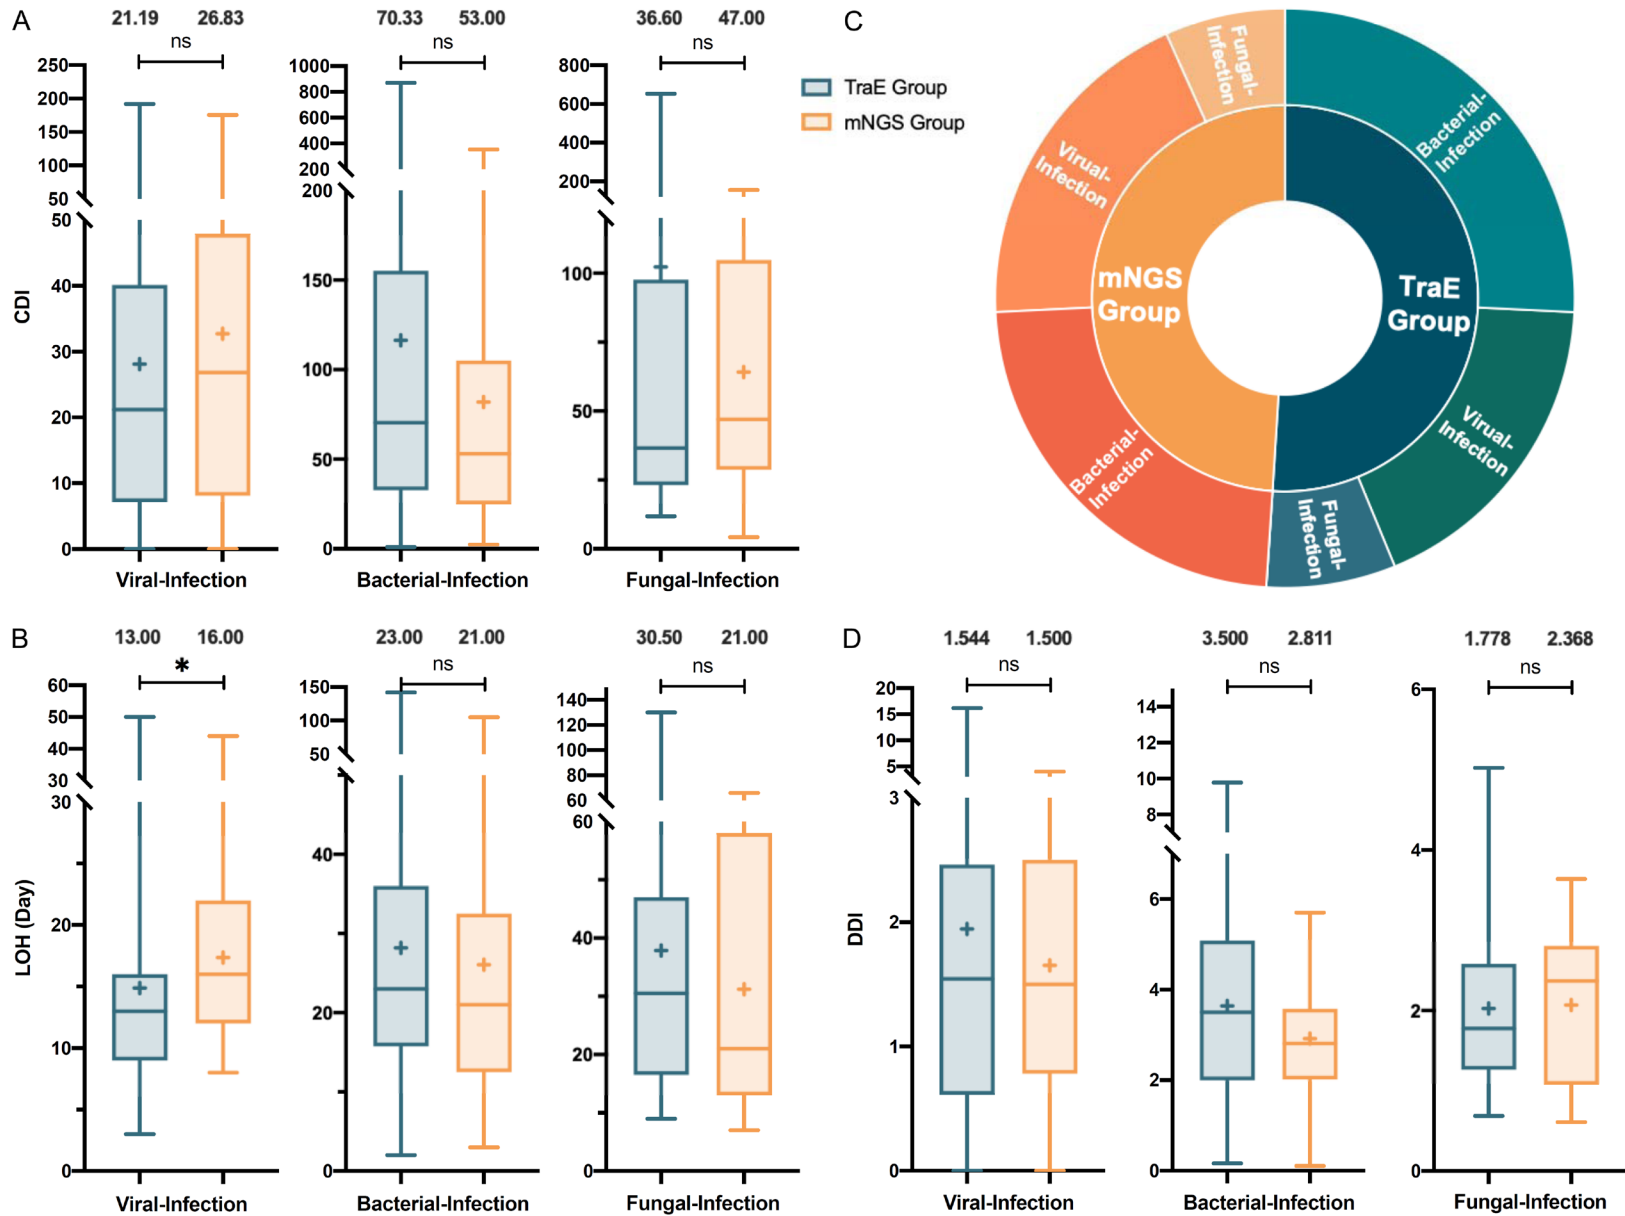 A
21.19 26.83
ns
250
200
150
100
50
50
40
30
20
10
0
CDI
Viral-Infection
70.33 53.00
ns
1000
800
600
400
200
200
150
100
50
0
Bacterial-Infection
36.60 47.00
ns
800
600
400
200
100
50
0
Fungal-Infection
TraE Group
mNGS Group
C
Fungal-
Infection
Bacterial-
Infection
Virual-
Infection
mNGS
Group
TraE
Group
Bacterial-
Infection
Virual-
Infection
Fungal-
Infection
B
13.00 16.00
*
60
50
40
30
30
20
10
0
LOH (Day)
Viral-Infection
23.00 21.00
ns
150
100
50
40
20
0
Bacterial-Infection
30.50 21.00
ns
140
120
100
80
60
60
40
20
0
Fungal-Infection
D
1.544 1.500
ns
20
15
10
5
3
2
1
0
DDI
Viral-Infection
3.500 2.811
ns
14
12
10
8
6
4
2
0
Bacterial-Infection
1.778 2.368
ns
6
4
2
0
Fungal-Infection